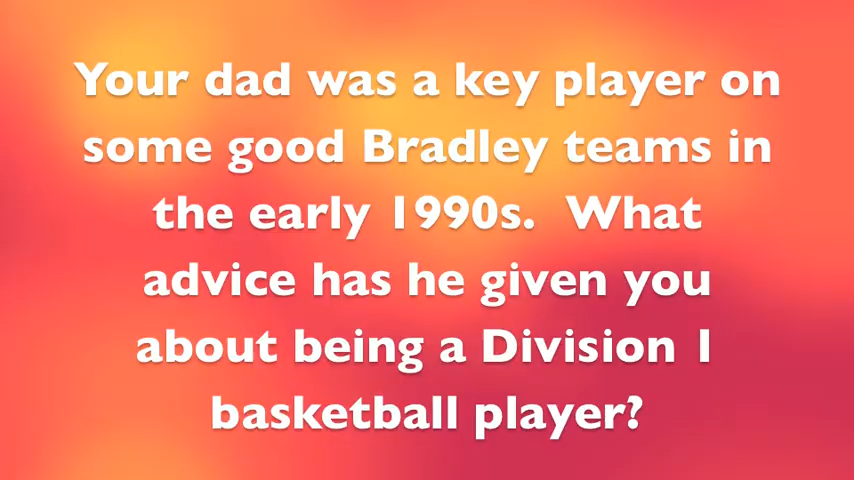 Your dad was a key player on
some good Bradley teams in
the early 1990s.  What
advice has he given you
about being a Division 1
basketball player?